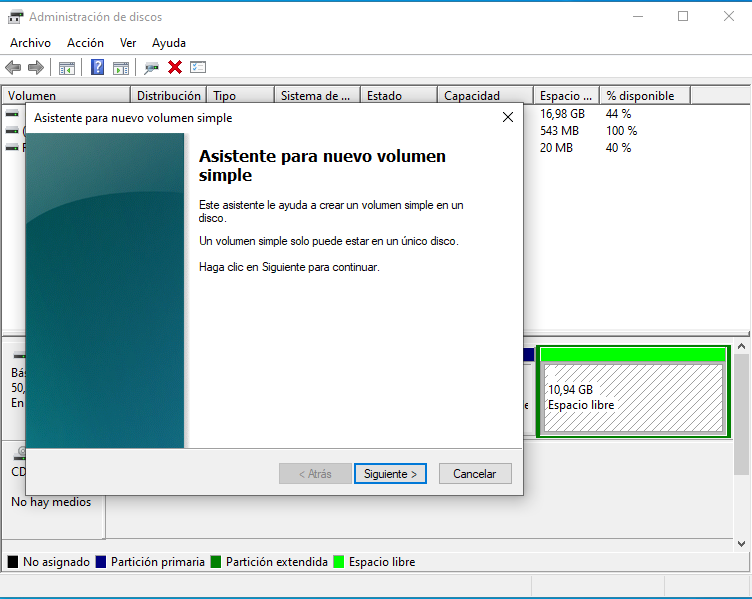 Administración de discos
Archivo Acción Ver Ayuda
Volumen Distribución Tipo Sistema de ... Estado Capacidad Espacio ... % disponible
16,98 GB 44 %
543 MB 100 %
20 MB 40 %
Asistente para nuevo volumen simple
Asistente para nuevo volumen
simple
Este asistente le ayuda a crear un volumen simple en un
disco.
Un volumen simple solo puede estar en un único disco.
Haga clic en Siguiente para continuar.
< Atrás Siguiente > Cancelar
10,94 GB
Espacio libre
CD
No hay medios
No asignado Partición primaria Partición extendida Espacio libre